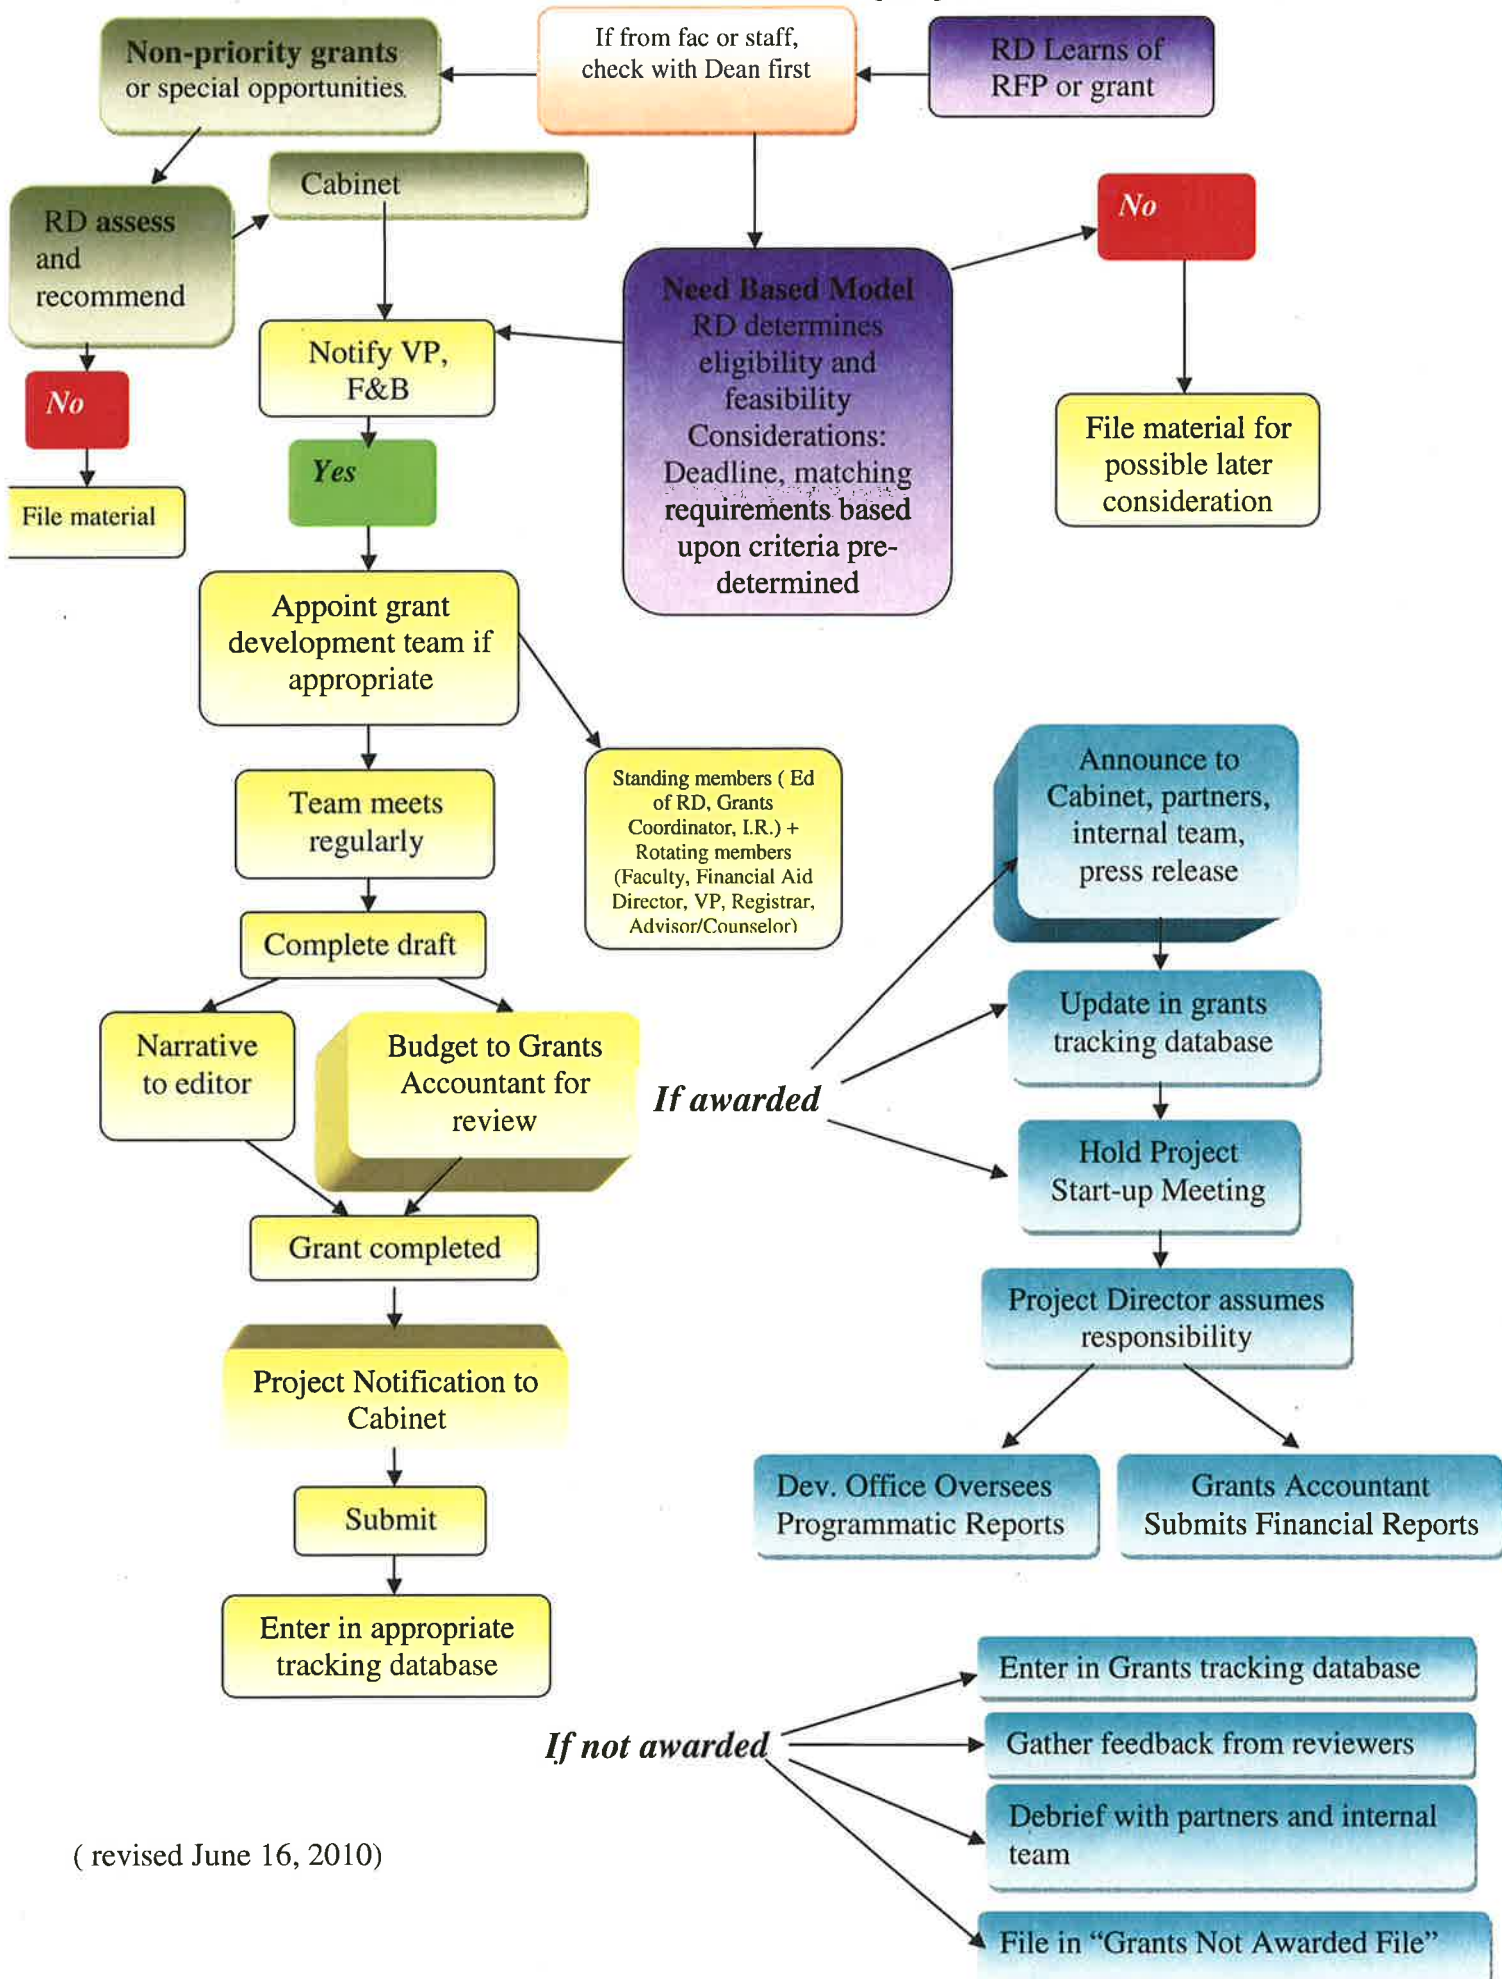 Non-priority grants
or special opportunities.
If from fac or staff,
check with Dean first
RD Learns of
RFP or grant
Cabinet
RD assess
and
recommend
No
Need Based Model
RD determines
eligibility and
feasibility
Considerations:
Deadline, matching
requirements based
upon criteria pre-
determined
Notify VP,
F&B
No
File material
Yes
File material for
possible later
consideration
Appoint grant
development team if
appropriate
Team meets
regularly
Standing members ( Ed
of RD, Grants
Coordinator, I.R.) +
Rotating members
(Faculty, Financial Aid
Director, VP, Registrar,
Advisor/Counselor)
Complete draft
Narrative
to editor
Budget to Grants
Accountant for
review
Grant completed
Project Notification to
Cabinet
Submit
Enter in appropriate
tracking database
If awarded
Announce to
Cabinet, partners,
internal team,
press release
Update in grants
tracking database
Hold Project
Start-up Meeting
Project Director assumes
responsibility
Dev. Office Oversees
Programmatic Reports
Grants Accountant
Submits Financial Reports
If not awarded
Enter in Grants tracking database
Gather feedback from reviewers
Debrief with partners and internal
team
File in “Grants Not Awarded File”
( revised June 16, 2010)